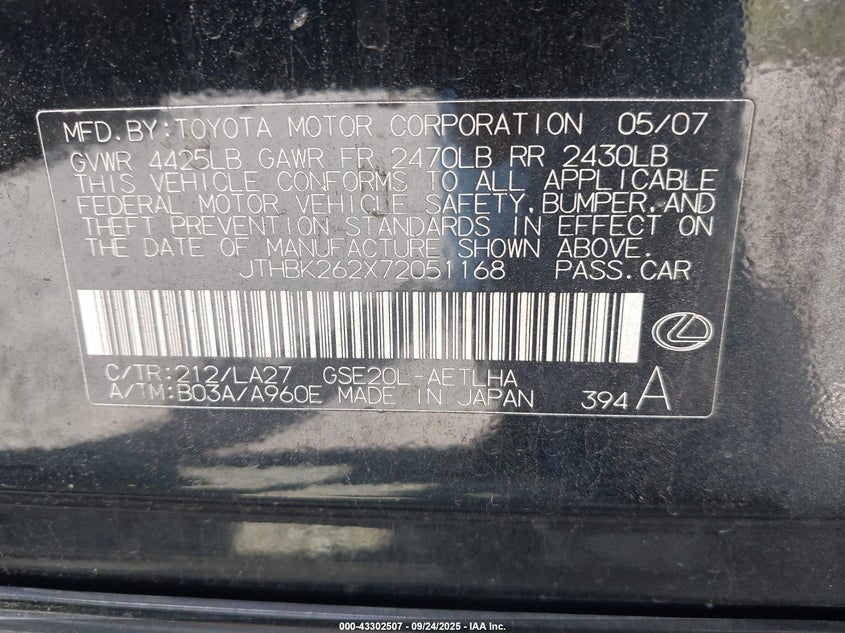 MFD.BY:TOYOTA MOTOR CORPORATION 05/07
GVWR 4425LB GAWR FR 2470LB RR 2430LB
THIS VEHICLE CONFORMS TO ALL APPLICABLE
FEDERAL MOTOR VEHICLE SAFETY,BUMPER,AND
THEFT PREVENTION STANDARDS IN EFFECT ON
THE DATE OF MANUFACTURE SHOWN ABOVE.
JTHBK262X72051168 PASS.CAR
C/TR:212/LA27 GSE20L-AETLHA
A/TM:B03A/A960E MADE IN JAPAN 394 A
000-43302507 - 09/24/2025 - IAA Inc.